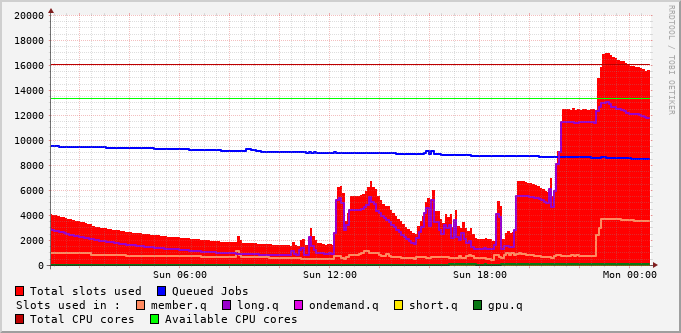 RRDTOOL / TOBI OETIKER
20000
18000
16000
14000
12000
10000
8000
6000
4000
2000
0
Sun 06:00 Sun 12:00 Sun 18:00 Mon 00:00
Total slots used Queued Jobs
Slots used in : member.q long.q ondemand.q short.q gpu.q
Total CPU cores Available CPU cores